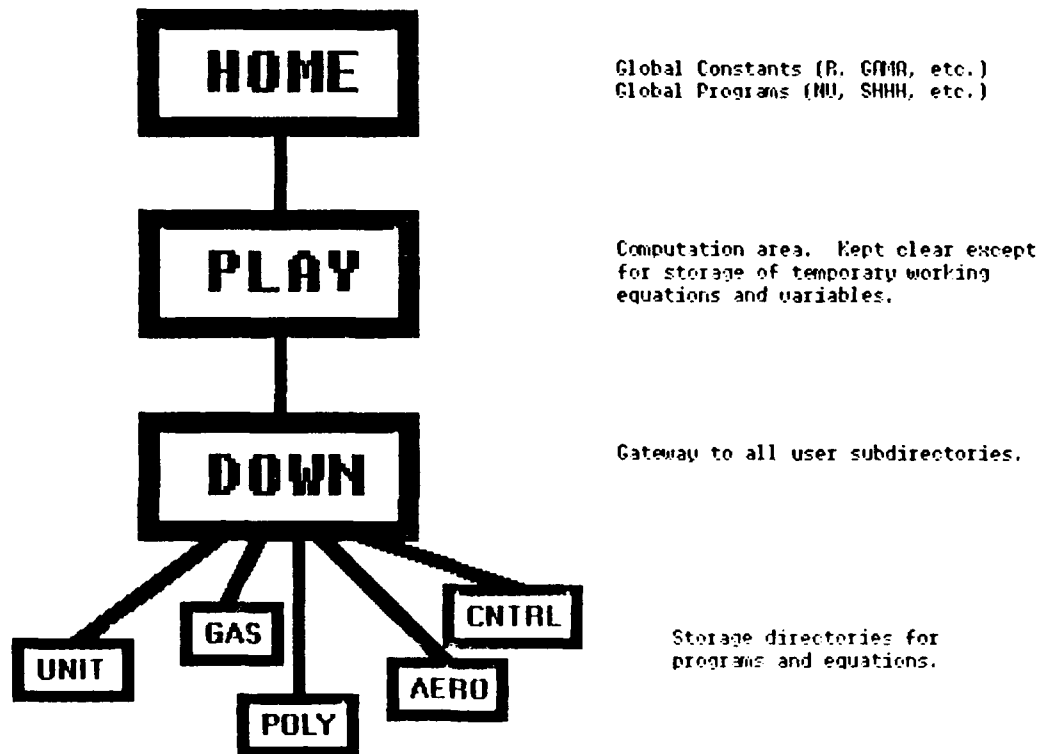 HOME
Global Constants (R. GAMA, etc.)
Global Programs (NU, SHHH, etc.)
PLAY
Computation area. Kept clear except
for storage of temporary working
equations and variables.
DOWN
Gateway to all user subdirectories.
UNIT
GAS
POLY
AERO
CNTRL
Storage directories for
programs and equations.